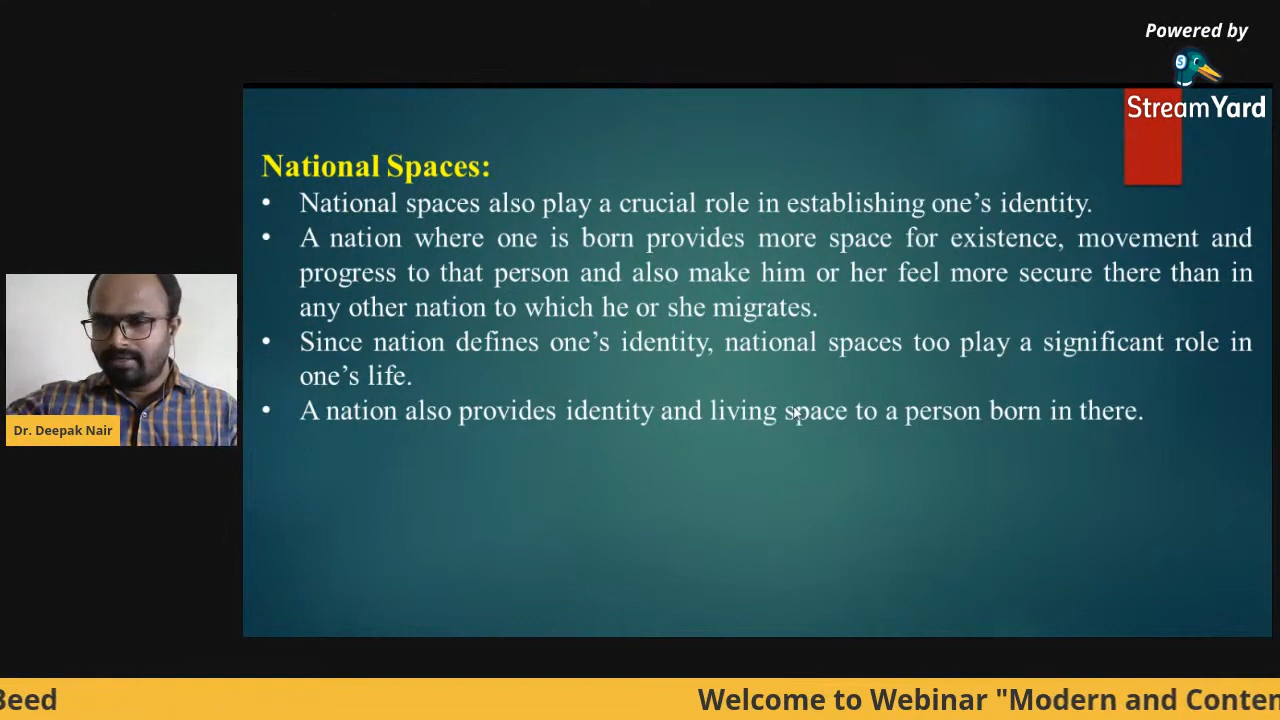 Powered by
StreamYard
National Spaces:
• National spaces also play a crucial role in establishing one's identity.
• A nation where one is born provides more space for existence, movement and
progress to that person and also make him or her feel more secure there than in
any other nation to which he or she migrates.
• Since nation defines one's identity, national spaces too play a significant role in
one's life.
• A nation also provides identity and living space to a person born in there.
Dr. Deepak Nair
Beed
Welcome to Webinar "Modern and Conten